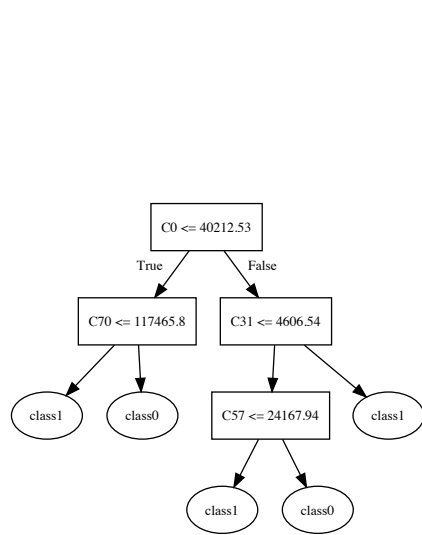 C0 <= 40212.53
True
False
C70 <= 117465.8
C31 <= 4606.54
class1
class0
C57 <= 24167.94
class1
class1
class0